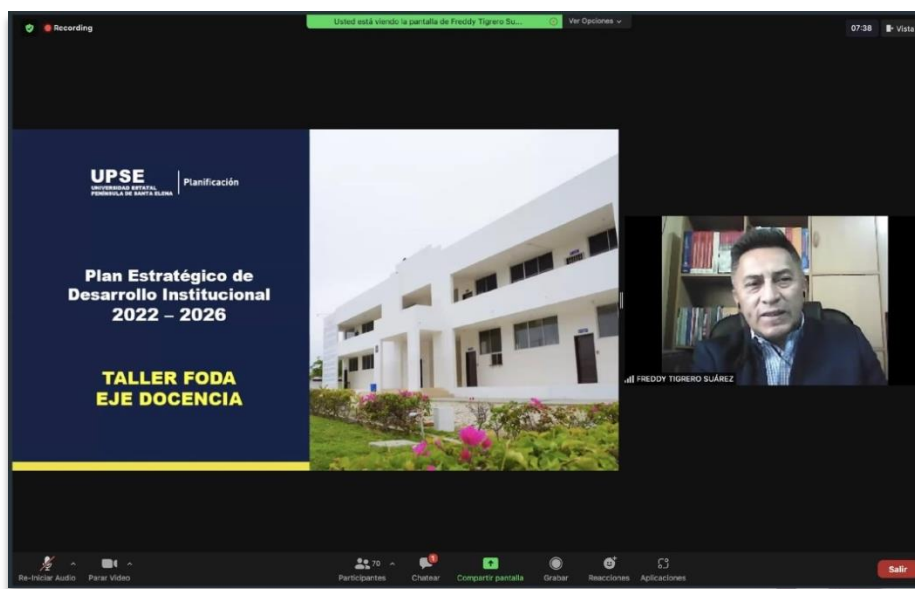 Recording
Usted está viendo la pantalla de Freddy Tigrero Su...
Ver Opciones
07:38
Vista
UPSE
UNIVERSIDAD ESTATAL
PENÍNSULA DE SANTA ELENA
Planificación
Plan Estratégico de
Desarrollo Institucional
2022 – 2026
TALLER FODA
EJE DOCENCIA
FREDDY TIGRERO SUÁREZ
Re-Iniciar Audio
Parar Video
70
Participantes
1
Chatear
Compartir pantalla
Grabar
Reacciones
Aplicaciones
Salir